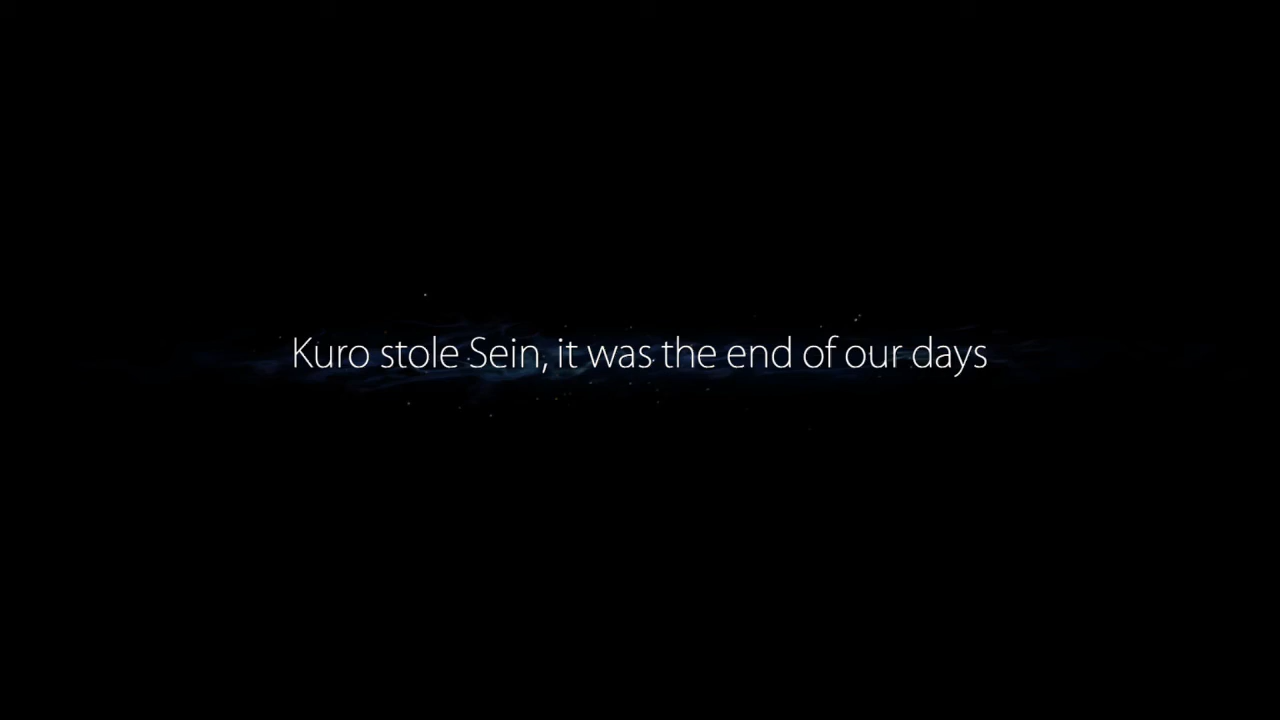 Kuro stole Sein, it was the end of our days